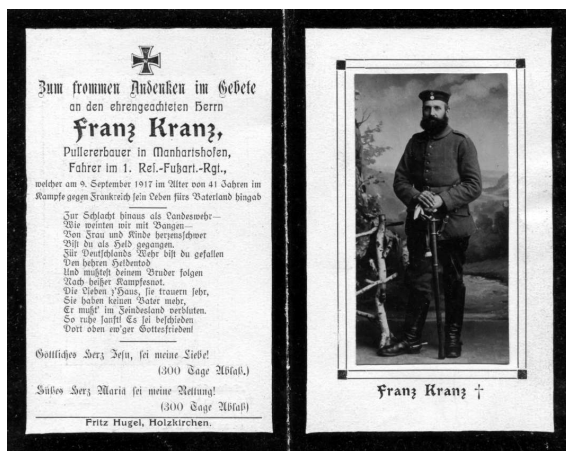 Zum frommen Andenken im Gebete
an den ehrengeachteten Herrn
Franz Kranz,
Pullererbauer in Manhartshofen,
Fahrer im 1. Res.-Fußart.-Rgt.,
welcher am 9. September 1917 im Alter von 41 Jahren im
Kampfe gegen Frankreich sein Leben fürs Vaterland hingab
Zur Schlacht hinaus als Landeswehr—
Wie weinten wir mit Bangen—
Von Frau und Kinde herzensschwer
Bist du als Held gegangen.
Für Deutschlands Wehr bist du gefallen
Den hehren Heldentod
Und mußtest deinem Bruder folgen
Nach heißer Kampfesnot.
Die Lieben z'Haus, sie trauern sehr,
Sie haben keinen Vater mehr,
Er mußt' im Feindesland verbluten.
So ruhe sanft! Es sei beschieden
Dort oben ew'ger Gottesfrieden!
Göttliches Herz Jesu, sei meine Liebe!
(300 Tage Ablaß.)
Süßes Herz Mariä sei meine Rettung!
(300 Tage Ablaß)
Fritz Hugel, Holzkirchen.
Franz Kranz †